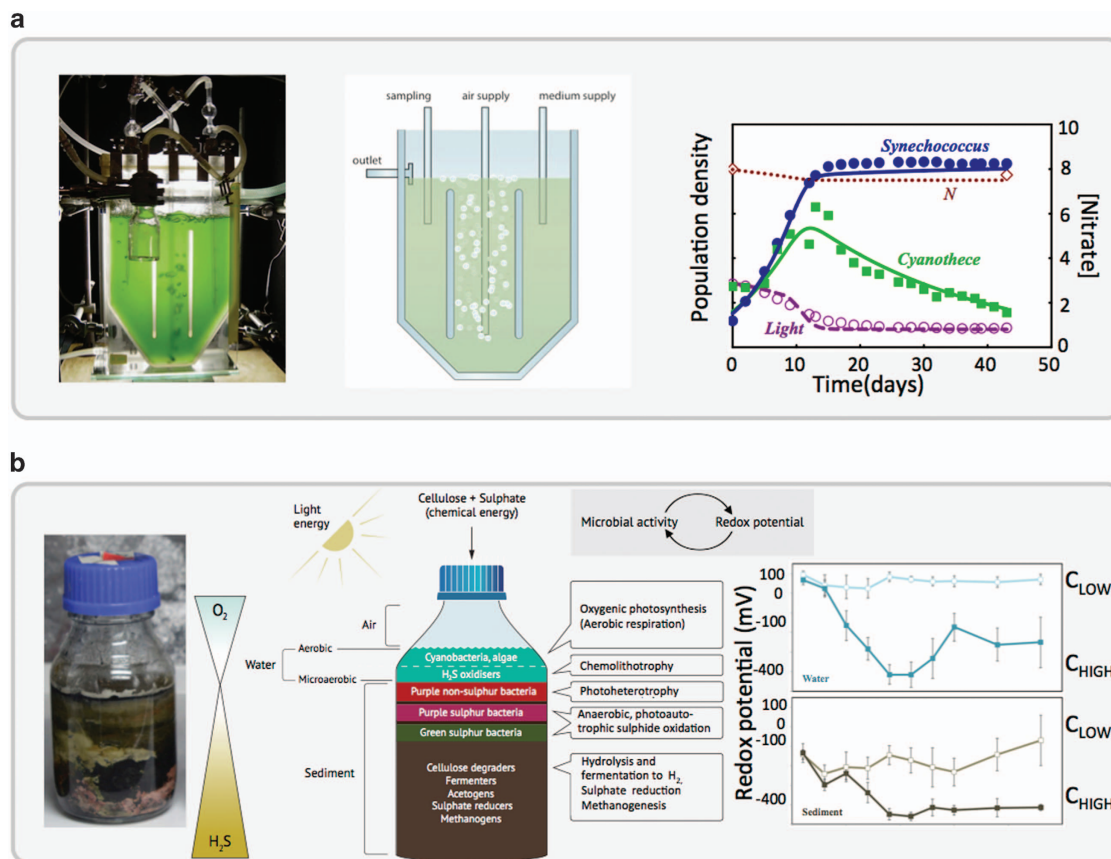 a
sampling air supply medium supply
outlet
Population density
Synechococcus
N
Cyanothece
Light
10
8
6
4
2
0
[Nitrate]
0 10 20 30 40 50
Time(days)
b
O2
H2S
Light
energy
Cellulose + Sulphate
(chemical energy)
Air
Water
Aerobic
Microaerobic
Sediment
Cyanobacteria, algae
H2S oxidisers
Purple non-sulphur bacteria
Purple sulphur bacteria
Green sulphur bacteria
Cellulose degraders
Fermenters
Acetogens
Sulphate reducers
Methanogens
Microbial activity Redox potential
Oxygenic photosynthesis
(Aerobic respiration)
Chemolithotrophy
Photoheterotrophy
Anaerobic, photoauto-
trophic sulphide oxidation
Hydrolysis and
fermentation to H2,
Sulphate reduction
Methanogenesis
Redox potential (mV)
100
0
-100
-400
Water
CLOW
CHIGH
100
0
-100
-400
Sediment
CLOW
CHIGH